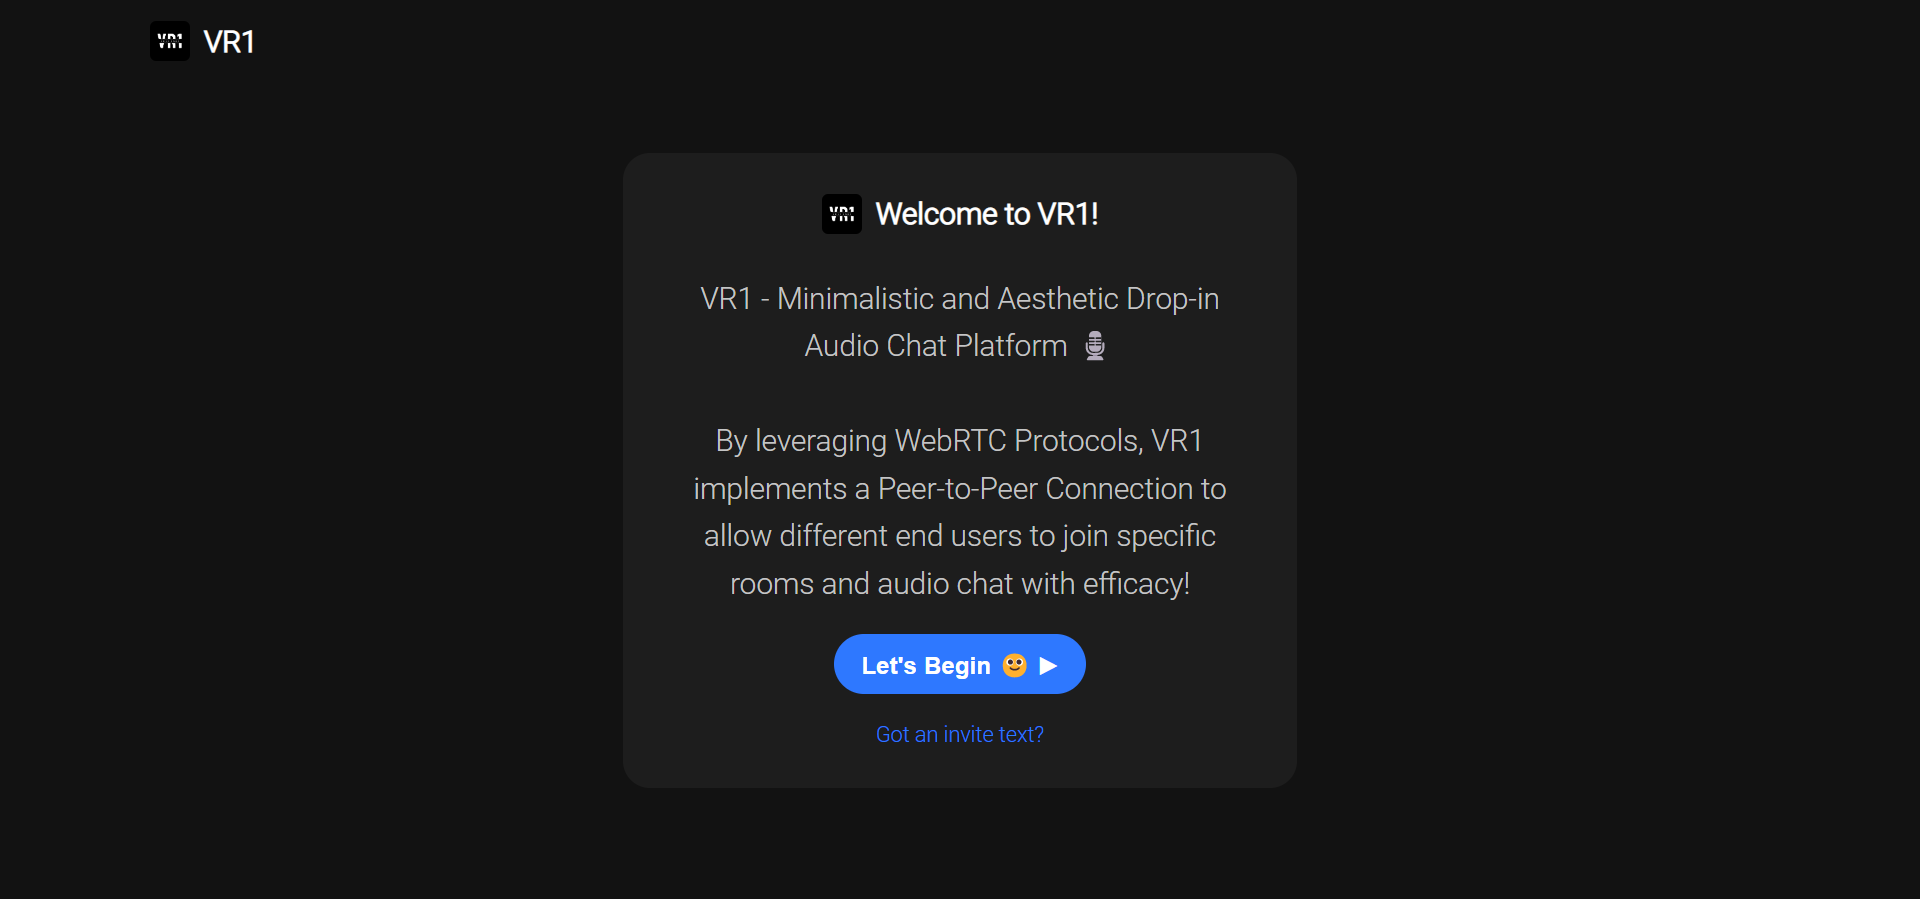 VR1 VR1
VR1 Welcome to VR1!
VR1 - Minimalistic and Aesthetic Drop-in
Audio Chat Platform 🎙
By leveraging WebRTC Protocols, VR1
implements a Peer-to-Peer Connection to
allow different end users to join specific
rooms and audio chat with efficacy!
Let's Begin 🙂 ▶
Got an invite text?